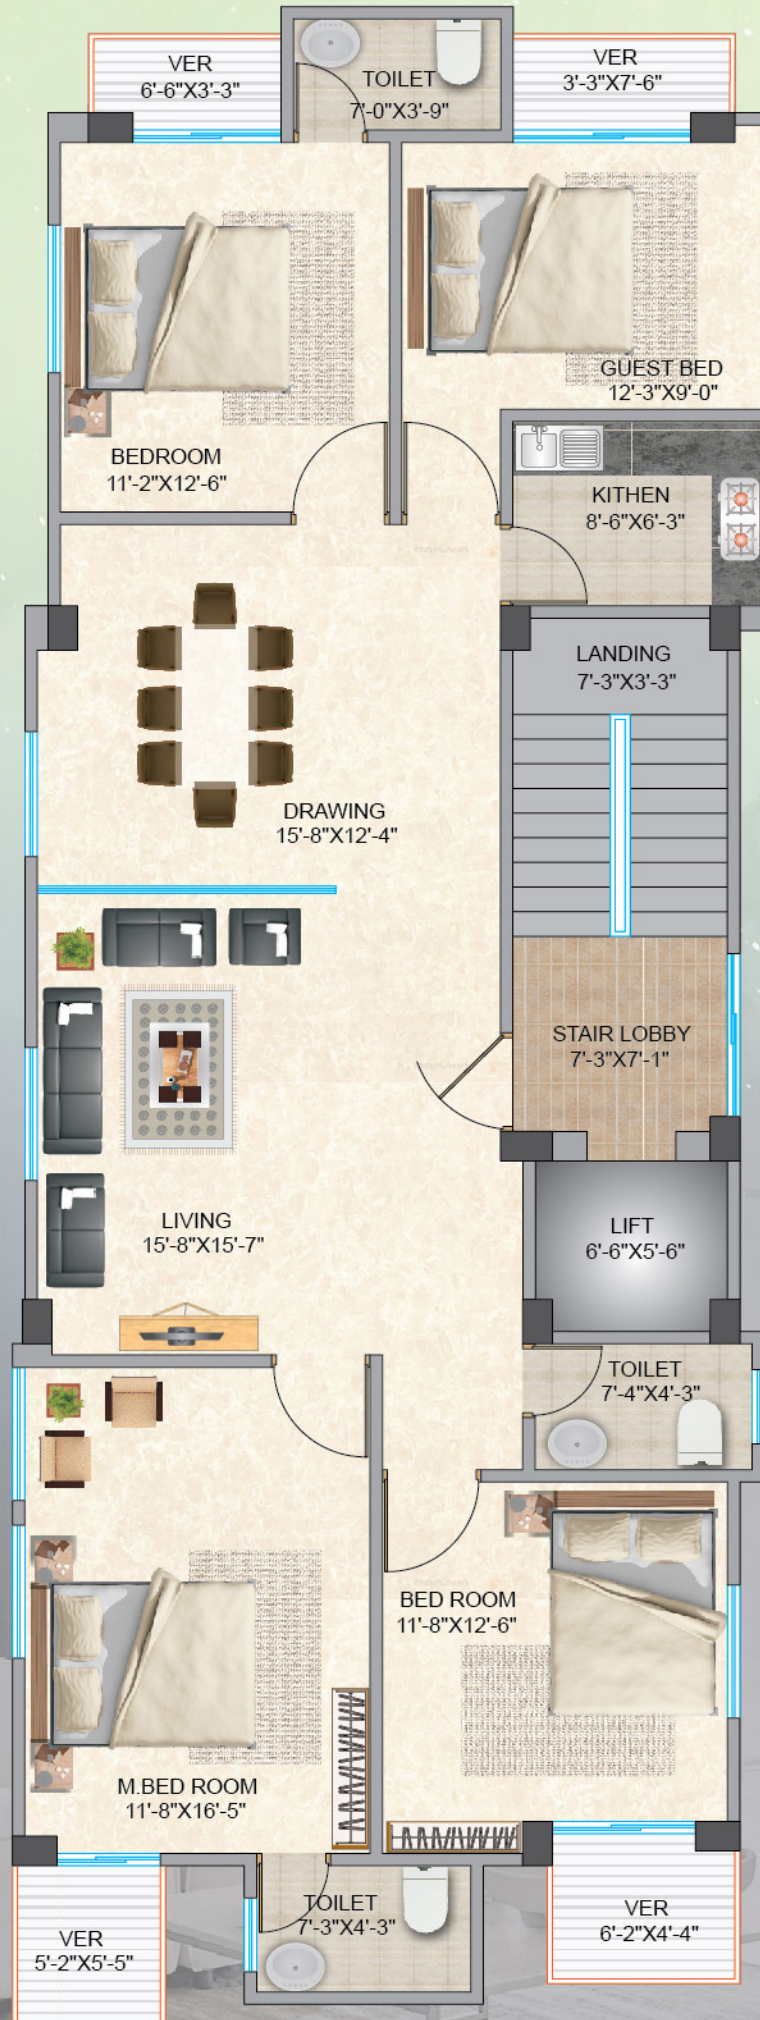 VER
6'-6"X3'-3"
TOILET
7'-0"X3'-9"
VER
3'-3"X7'-6"
GUEST BED
12'-3"X9'-0"
BEDROOM
11'-2"X12'-6"
KITHEN
8'-6"X6'-3"
LANDING
7'-3"X3'-3"
DRAWING
15'-8"X12'-4"
STAIR LOBBY
7'-3"X7'-1"
LIVING
15'-8"X15'-7"
LIFT
6'-6"X5'-6"
TOILET
7'-4"X4'-3"
BED ROOM
11'-8"X12'-6"
M.BED ROOM
11'-8"X16'-5"
TOILET
7'-3"X4'-3"
VER
6'-2"X4'-4"
VER
5'-2"X5'-5"